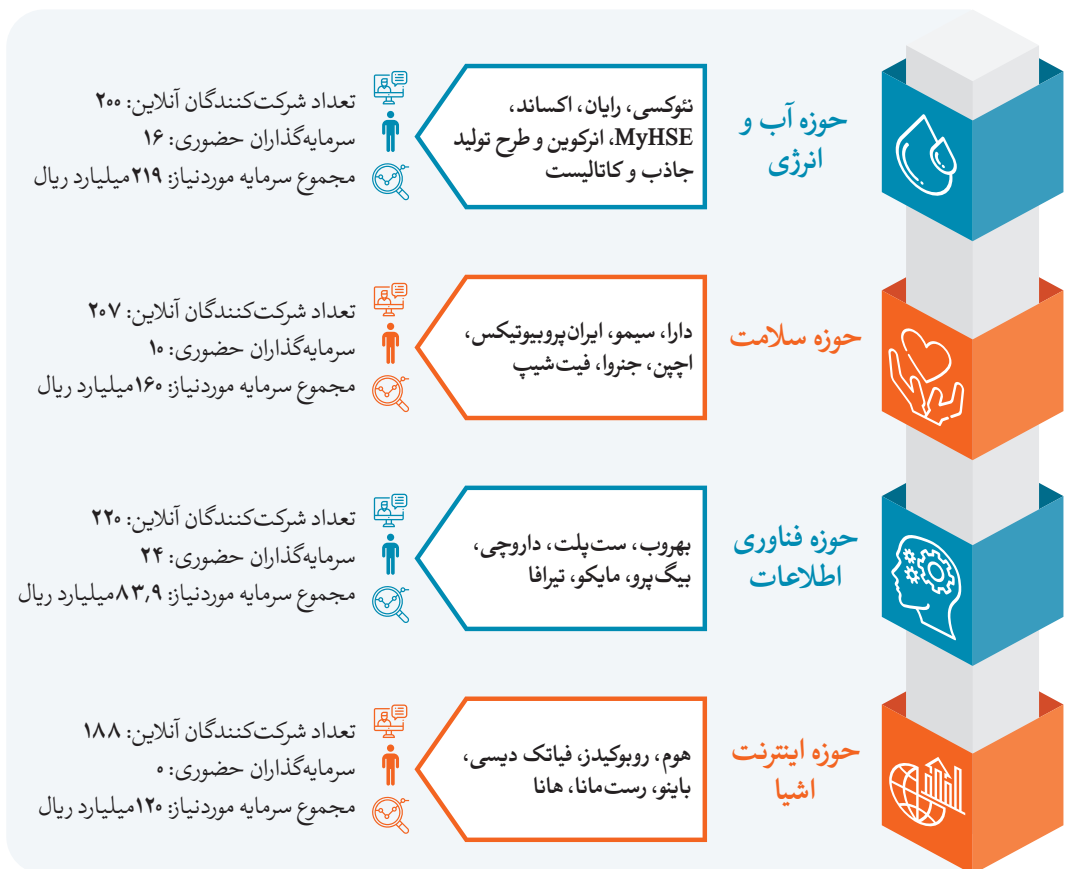 حوزه آب و
انرژی
نئوکسی، رایان، اکساند،
MyHSE، انرکوین و طرح تولید
جاذب و کاتالیست
تعداد شرکت‌کنندگان آنلاین: ۲۰۰
سرمایه‌گذاران حضوری: ۱۶
مجموع سرمایه موردنیاز: ۲۱۹میلیارد ریال
حوزه سلامت
دارا، سیمو، ایران‌پروبیوتیکس،
اچپن، جنروا، فیت‌شیپ
تعداد شرکت‌کنندگان آنلاین: ۲۰۷
سرمایه‌گذاران حضوری: ۱۰
مجموع سرمایه موردنیاز: ۱۶۰میلیارد ریال
حوزه فناوری
اطلاعات
بهروب، ست‌پلت، داروچی،
بیگ‌پرو، مایکو، تیرافا
تعداد شرکت‌کنندگان آنلاین: ۲۲۰
سرمایه‌گذاران حضوری: ۲۴
مجموع سرمایه موردنیاز: ۸۳,۹میلیارد ریال
حوزه اینترنت
اشیا
هوم، روبوکیدز، فیاتک دیسی،
باینو، رست‌مانا، هانا
تعداد شرکت‌کنندگان آنلاین: ۱۸۸
سرمایه‌گذاران حضوری: ۰
مجموع سرمایه موردنیاز: ۱۲۰میلیارد ریال